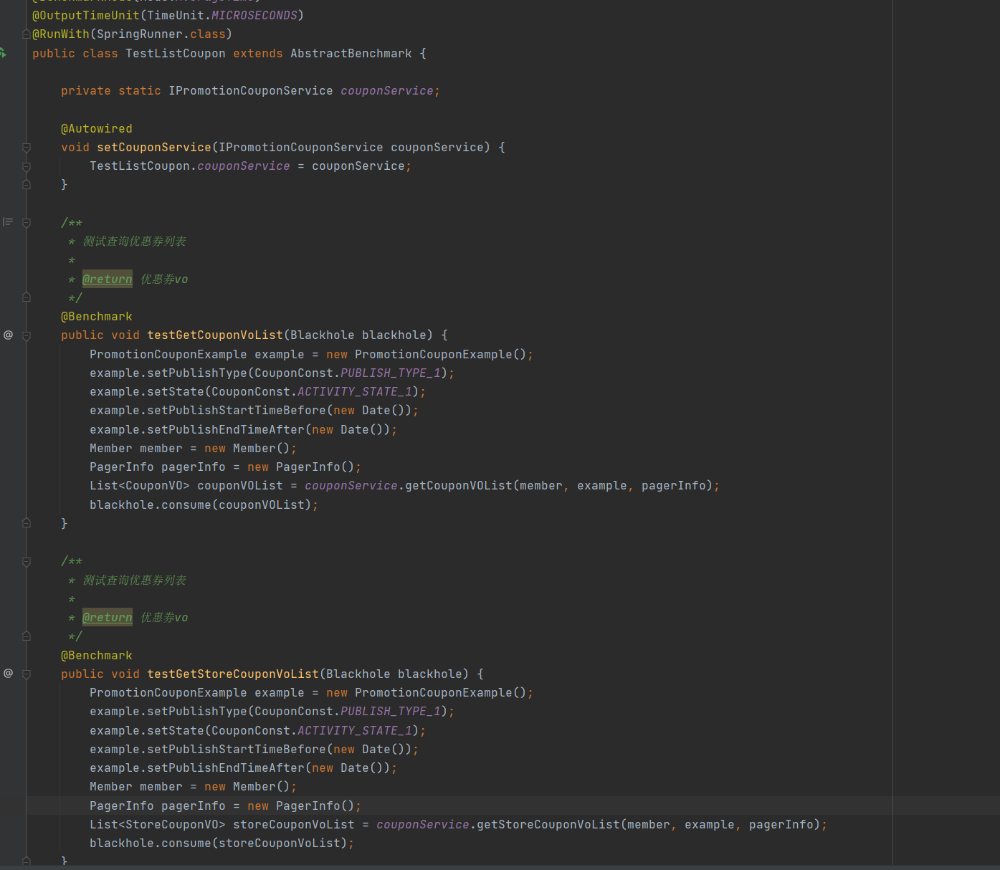 @OutputTimeUnit(TimeUnit.MICROSECONDS)
@RunWith(SpringRunner.class)
public class TestListCoupon extends AbstractBenchmark {
private static IPromotionCouponService couponService;
@Autowired
void setCouponService(IPromotionCouponService couponService) {
TestListCoupon.couponService = couponService;
}
/**
* 测试查询优惠券列表
*
* @return 优惠券vo
*/
@Benchmark
public void testGetCouponVoList(Blackhole blackhole) {
PromotionCouponExample example = new PromotionCouponExample();
example.setPublishType(CouponConst.PUBLISH_TYPE_1);
example.setState(CouponConst.ACTIVITY_STATE_1);
example.setPublishStartTimeBefore(new Date());
example.setPublishEndTimeAfter(new Date());
Member member = new Member();
PagerInfo pagerInfo = new PagerInfo();
List<CouponVO> couponVOList = couponService.getCouponVOList(member, example, pagerInfo);
blackhole.consume(couponVOList);
}
/**
* 测试查询优惠券列表
*
* @return 优惠券vo
*/
@Benchmark
public void testGetStoreCouponVoList(Blackhole blackhole) {
PromotionCouponExample example = new PromotionCouponExample();
example.setPublishType(CouponConst.PUBLISH_TYPE_1);
example.setState(CouponConst.ACTIVITY_STATE_1);
example.setPublishStartTimeBefore(new Date());
example.setPublishEndTimeAfter(new Date());
Member member = new Member();
PagerInfo pagerInfo = new PagerInfo();
List<StoreCouponVO> storeCouponVoList = couponService.getStoreCouponVoList(member, example, pagerInfo);
blackhole.consume(storeCouponVoList);
}